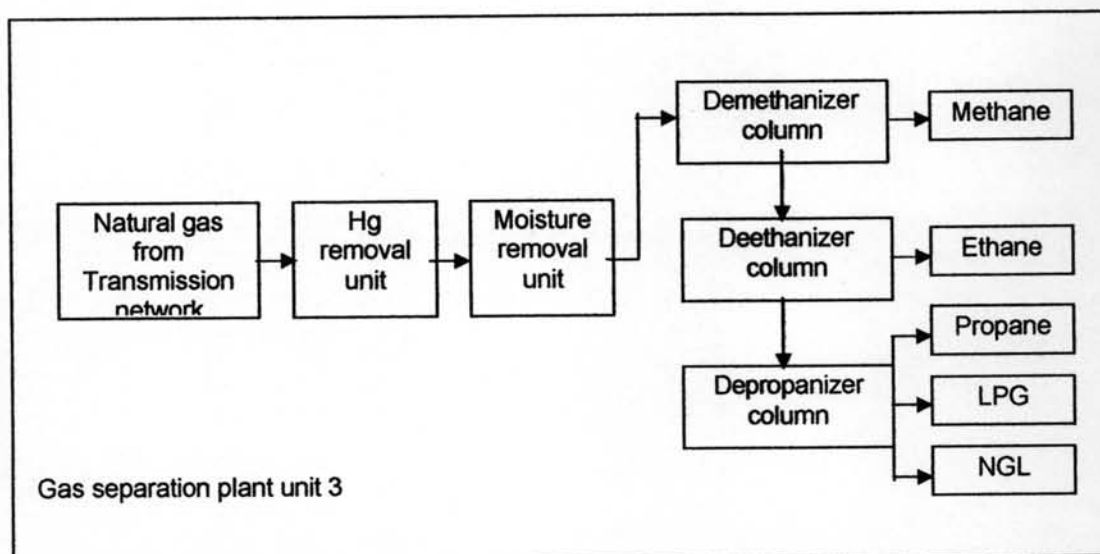 Natural gas
from
Transmission
network
Hg
removal
unit
Moisture
removal
unit
Demethanizer
column
Methane
Deethanizer
column
Ethane
Depropanizer
column
Propane
LPG
NGL
Gas separation plant unit 3